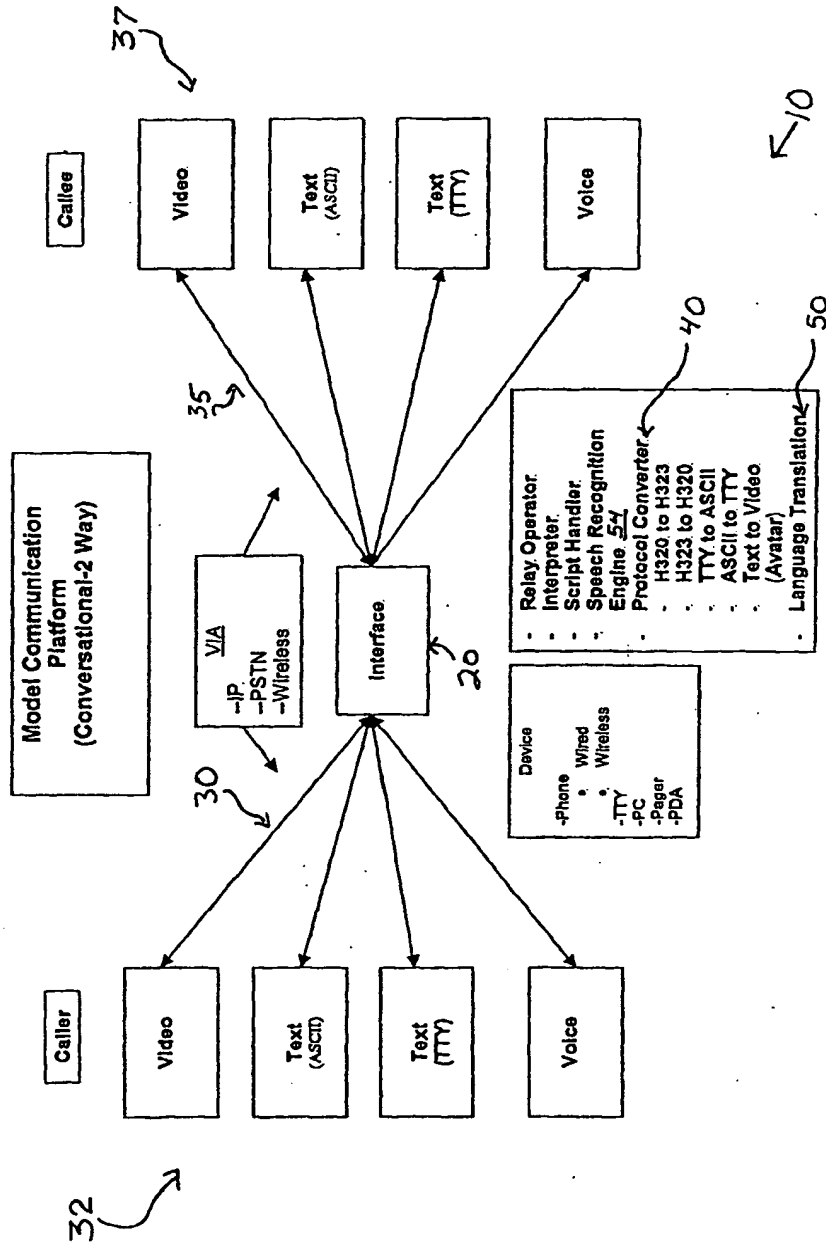 Model Communication
Platform
(Conversational-2 Way)
Caller
Callee
32
37
Video
Text
(ASCII)
Text
(TTY)
Voice
30
VIA
--IP
--PSTN
--Wireless
35
Interface
20
Video
Text
(ASCII)
Text
(TTY)
Voice
Device
-Phone
• Wired
• Wireless
-TTY
-PC
-Pager
-PDA
- Relay Operator
- Interpreter
- Script Handler
- Speech Recognition
Engine 54
- Protocol Converter
- H320 to H323
- H323 to H320
- TTY to ASCII
- ASCII to TTY
- Text to Video
(Avatar)
- Language Translation
40
50
10